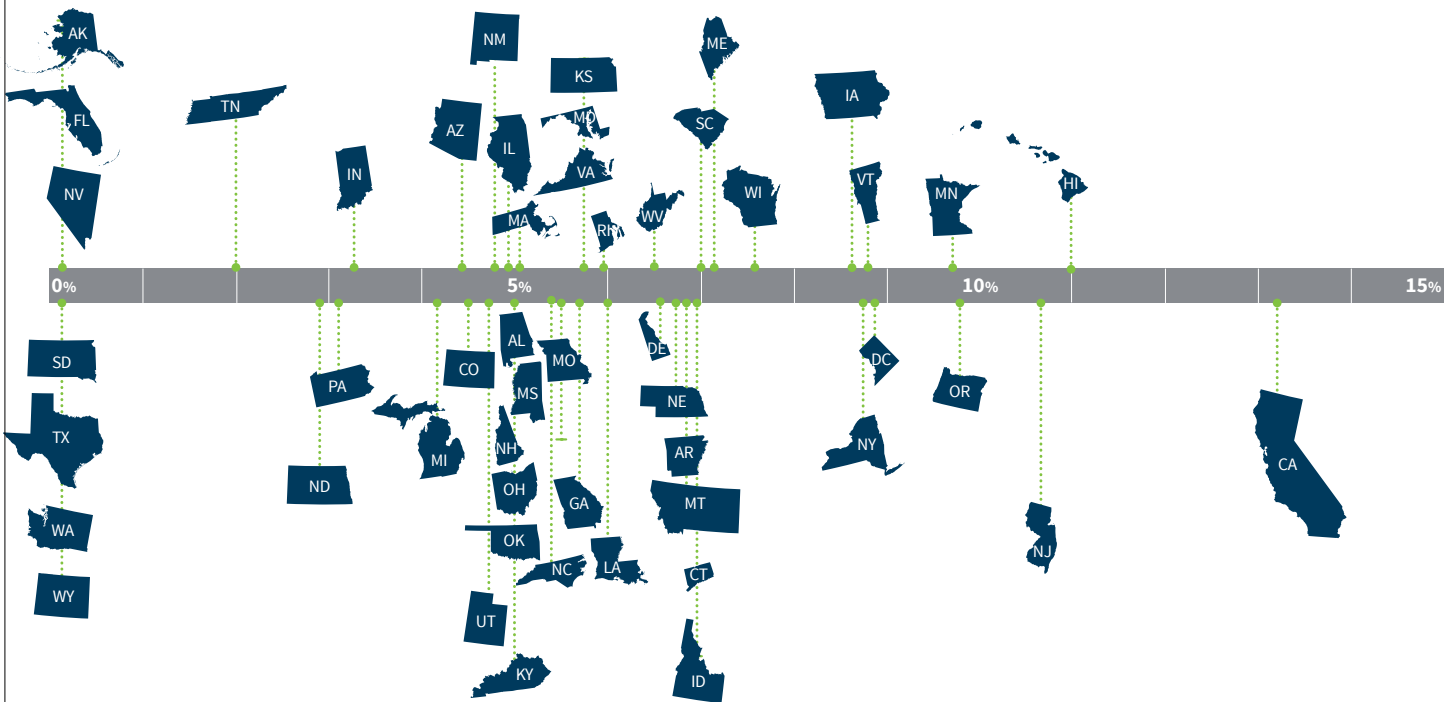 AK
NM
ME
KS
IA
TN
FL
MD
SC
AZ
IL
IN
VA
VT
HI
NV
WI
MN
MA
WV
RI
0% 5% 10% 15%
AL
DE
SD
MO
DC
CO
PA
MS
OR
NE
TX
NY
NH
AR
MI
CA
ND
OH
GA
MT
WA
OK
NJ
NC
LA
CT
WY
UT
KY
ID